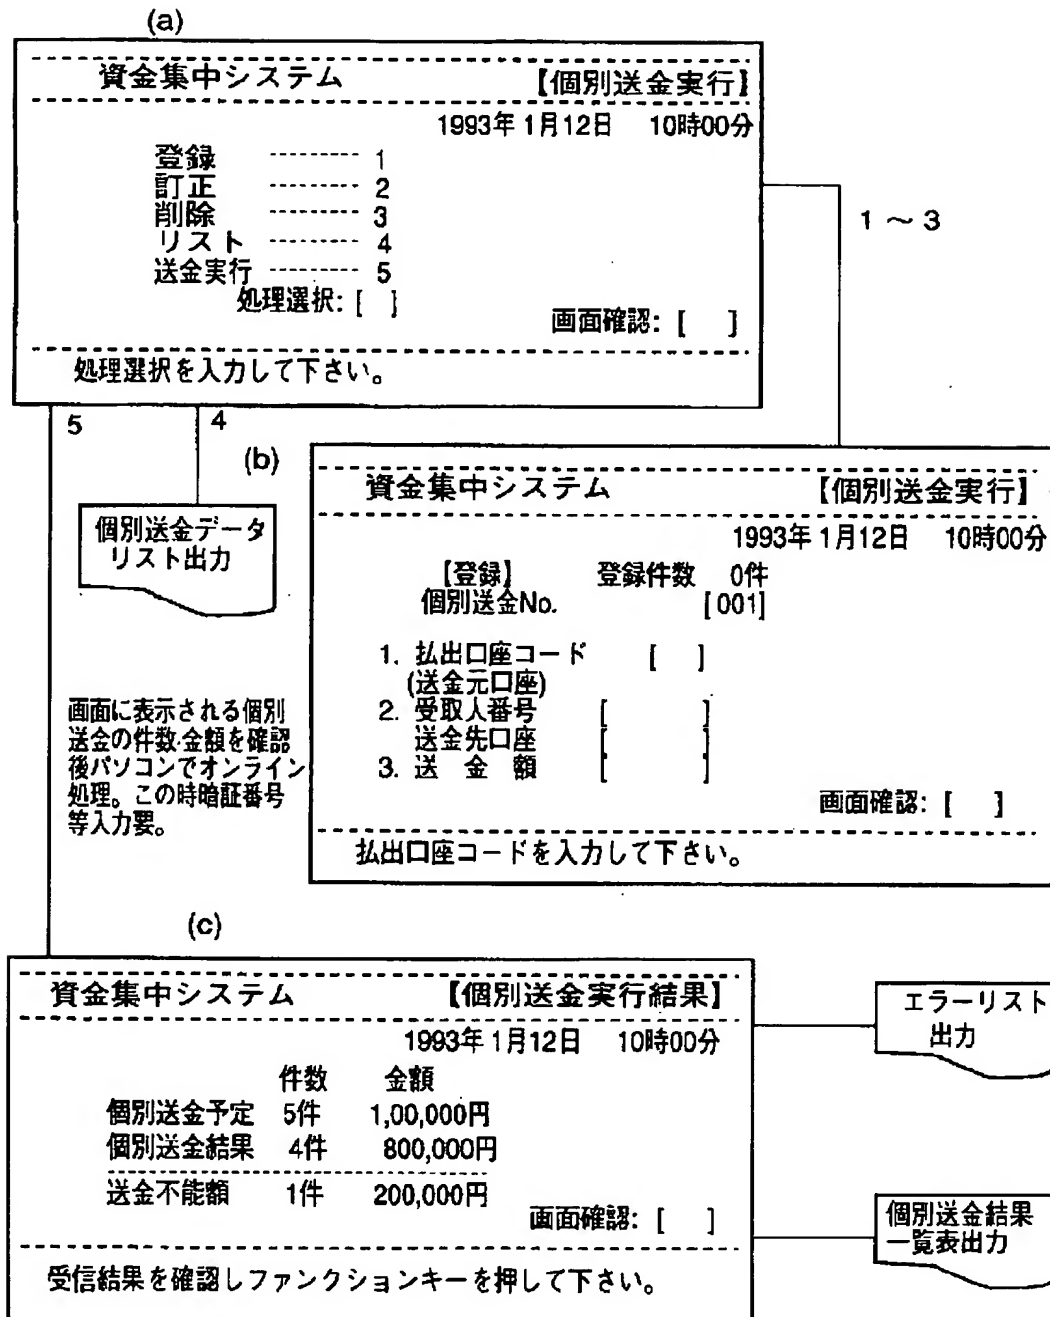 (a)
資金集中システム 【個別送金実行】
1993年1月12日 10時00分
登録 --------- 1
訂正 --------- 2
削除 --------- 3
リスト --------- 4
送金実行 --------- 5
処理選択: [ ]
画面確認: [ ]
処理選択を入力して下さい。
1 ～ 3
5
4
個別送金データ
リスト出力
画面に表示される個別
送金の件数・金額を確認
後パソコンでオンライン
処理。この時暗証番号
等入力要。
(b)
資金集中システム 【個別送金実行】
1993年1月12日 10時00分
【登録】 登録件数 0件
個別送金No. [001]
1. 払出口座コード [ ]
(送金元口座)
2. 受取人番号 [ ]
送金先口座 [ ]
3. 送金額 [ ]
画面確認: [ ]
払出口座コードを入力して下さい。
(c)
資金集中システム 【個別送金実行結果】
1993年1月12日 10時00分
件数 金額
個別送金予定 5件 1,00,000円
個別送金結果 4件 800,000円
送金不能額 1件 200,000円
画面確認: [ ]
受信結果を確認しファンクションキーを押して下さい。
エラーリスト
出力
個別送金結果
一覧表出力